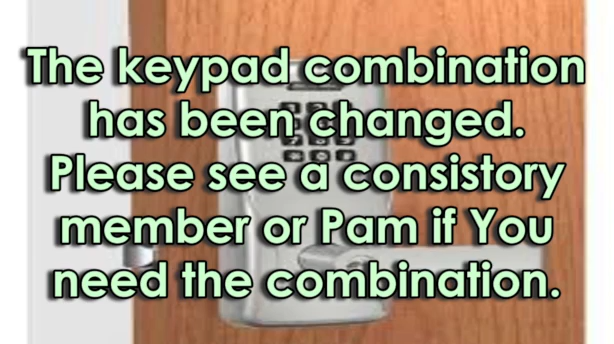 The keypad combination
has been changed.
Please see a consistory
member or Pam if You
need the combination.